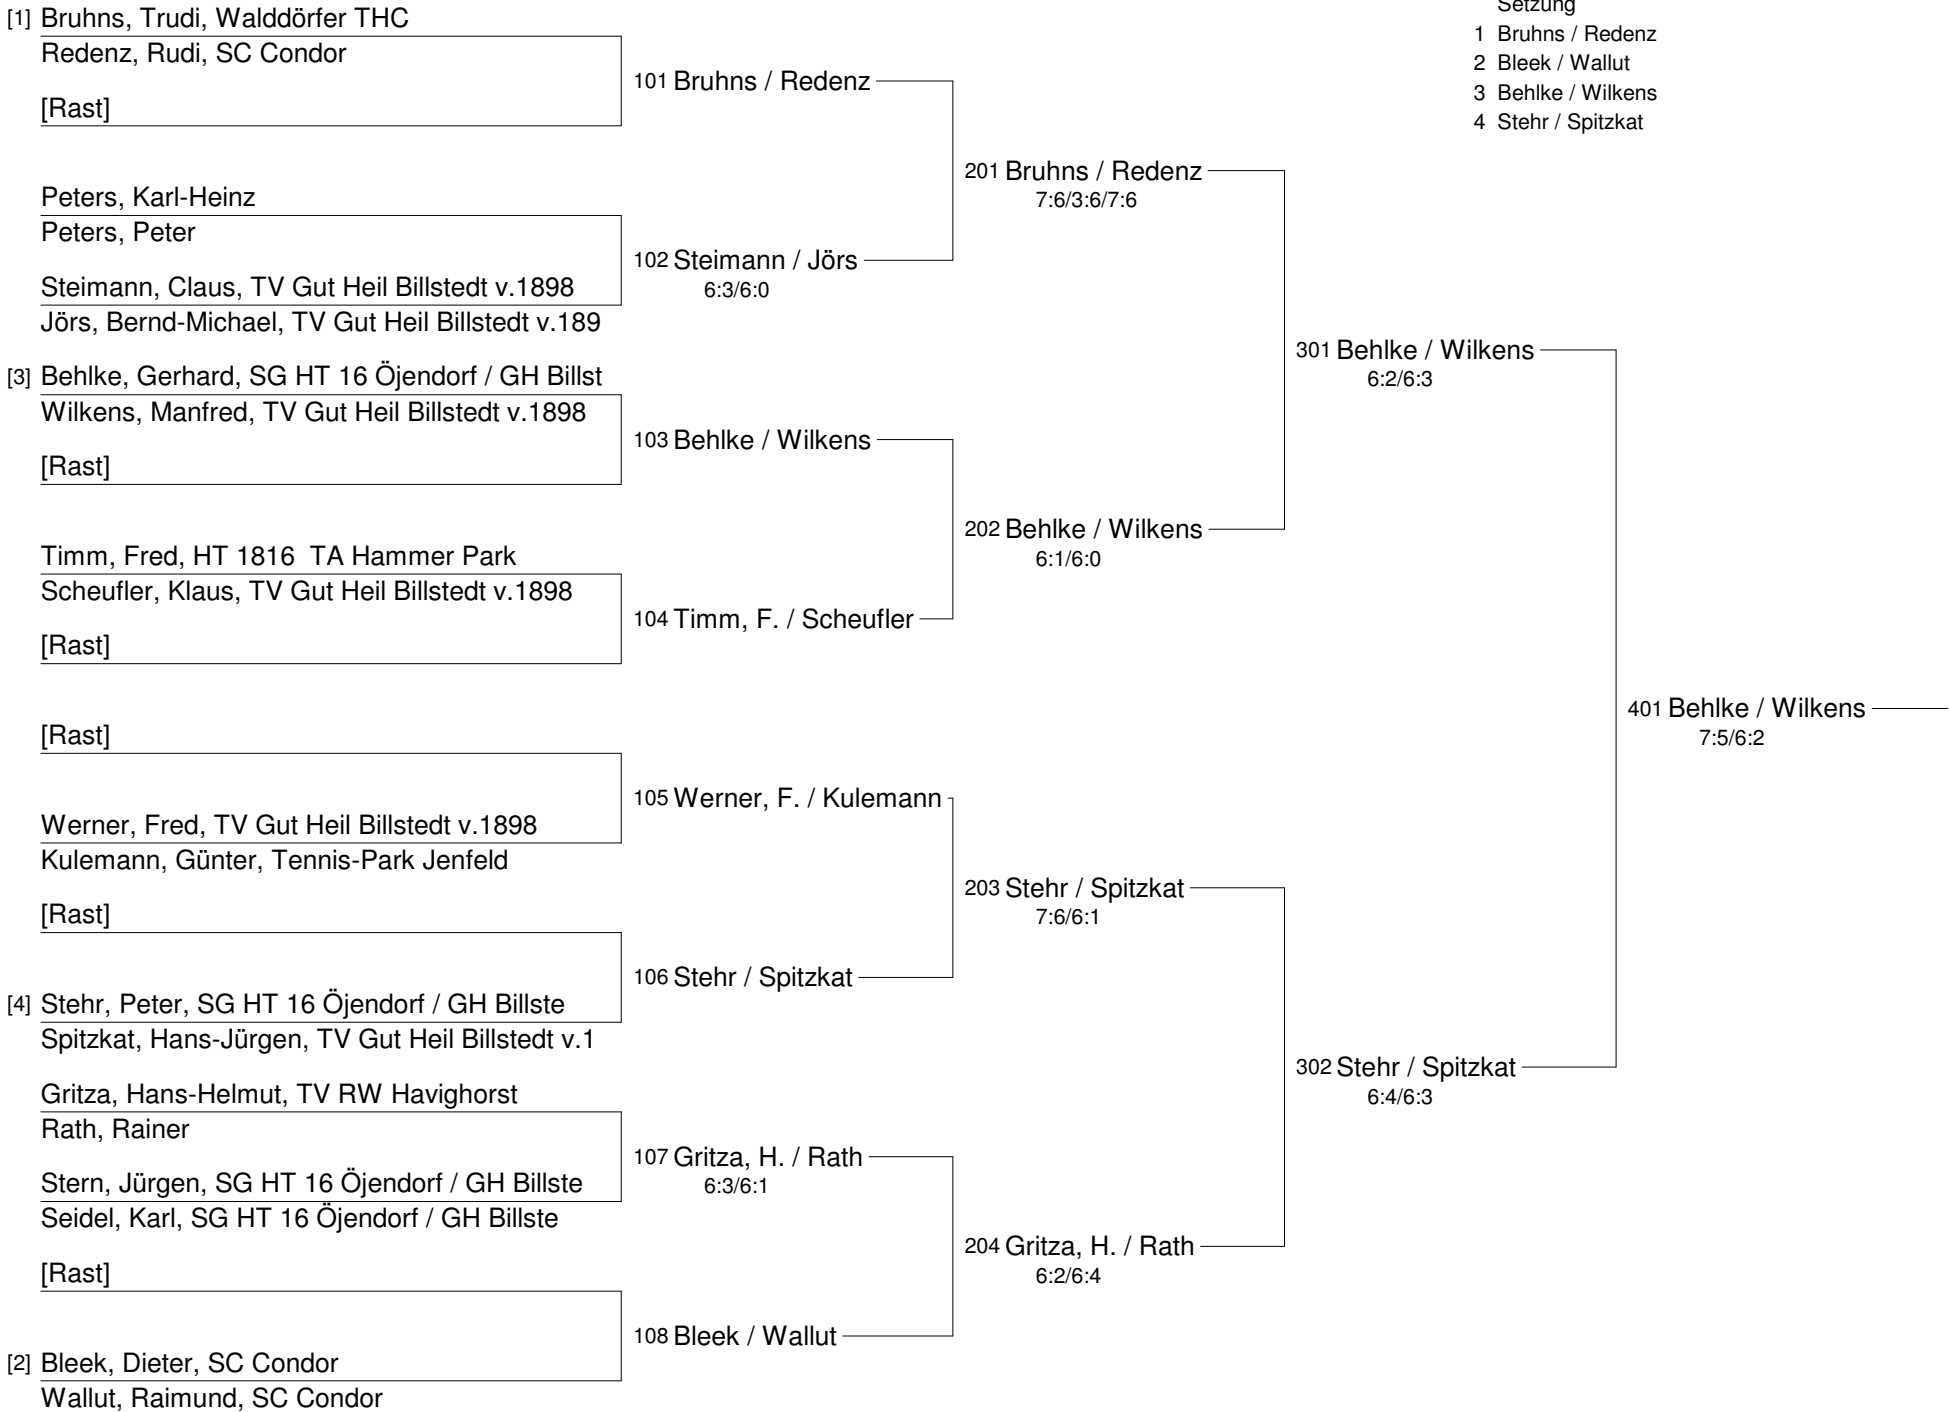 [1] Bruhns, Trudi, Walddörfer THC
Redenz, Rudi, SC Condor
[Rast]
Peters, Karl-Heinz
Peters, Peter
Steimann, Claus, TV Gut Heil Billstedt v.1898
Jörs, Bernd-Michael, TV Gut Heil Billstedt v.189
[3] Behlke, Gerhard, SG HT 16 Öjendorf / GH Billst
Wilkens, Manfred, TV Gut Heil Billstedt v.1898
[Rast]
Timm, Fred, HT 1816 TA Hammer Park
Scheufler, Klaus, TV Gut Heil Billstedt v.1898
[Rast]
[Rast]
Werner, Fred, TV Gut Heil Billstedt v.1898
Kulemann, Günter, Tennis-Park Jenfeld
[Rast]
[4] Stehr, Peter, SG HT 16 Öjendorf / GH Billste
Spitzkat, Hans-Jürgen, TV Gut Heil Billstedt v.1
Gritza, Hans-Helmut, TV RW Havighorst
Rath, Rainer
Stern, Jürgen, SG HT 16 Öjendorf / GH Billste
Seidel, Karl, SG HT 16 Öjendorf / GH Billste
[Rast]
[2] Bleek, Dieter, SC Condor
Wallut, Raimund, SC Condor
101 Bruhns / Redenz
102 Steimann / Jörs
6:3/6:0
103 Behlke / Wilkens
104 Timm, F. / Scheufler
105 Werner, F. / Kulemann
106 Stehr / Spitzkat
107 Gritza, H. / Rath
6:3/6:1
108 Bleek / Wallut
201 Bruhns / Redenz
7:6/3:6/7:6
202 Behlke / Wilkens
6:1/6:0
203 Stehr / Spitzkat
7:6/6:1
204 Gritza, H. / Rath
6:2/6:4
301 Behlke / Wilkens
6:2/6:3
302 Stehr / Spitzkat
6:4/6:3
401 Behlke / Wilkens
7:5/6:2
Setzung
1 Bruhns / Redenz
2 Bleek / Wallut
3 Behlke / Wilkens
4 Stehr / Spitzkat